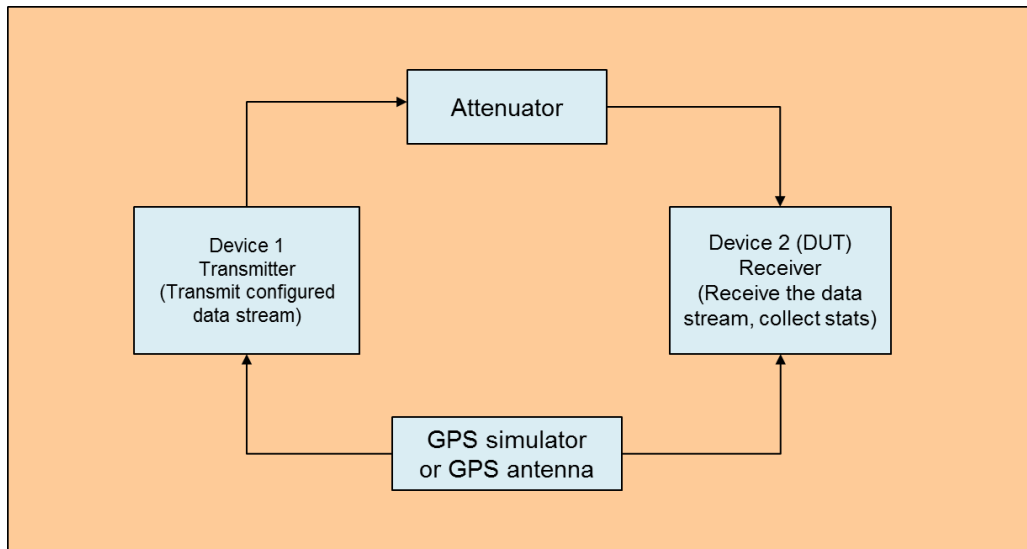 Attenuator
Device 1
Transmitter
(Transmit configured
data stream)
Device 2 (DUT)
Receiver
(Receive the data
stream, collect stats)
GPS simulator
or GPS antenna